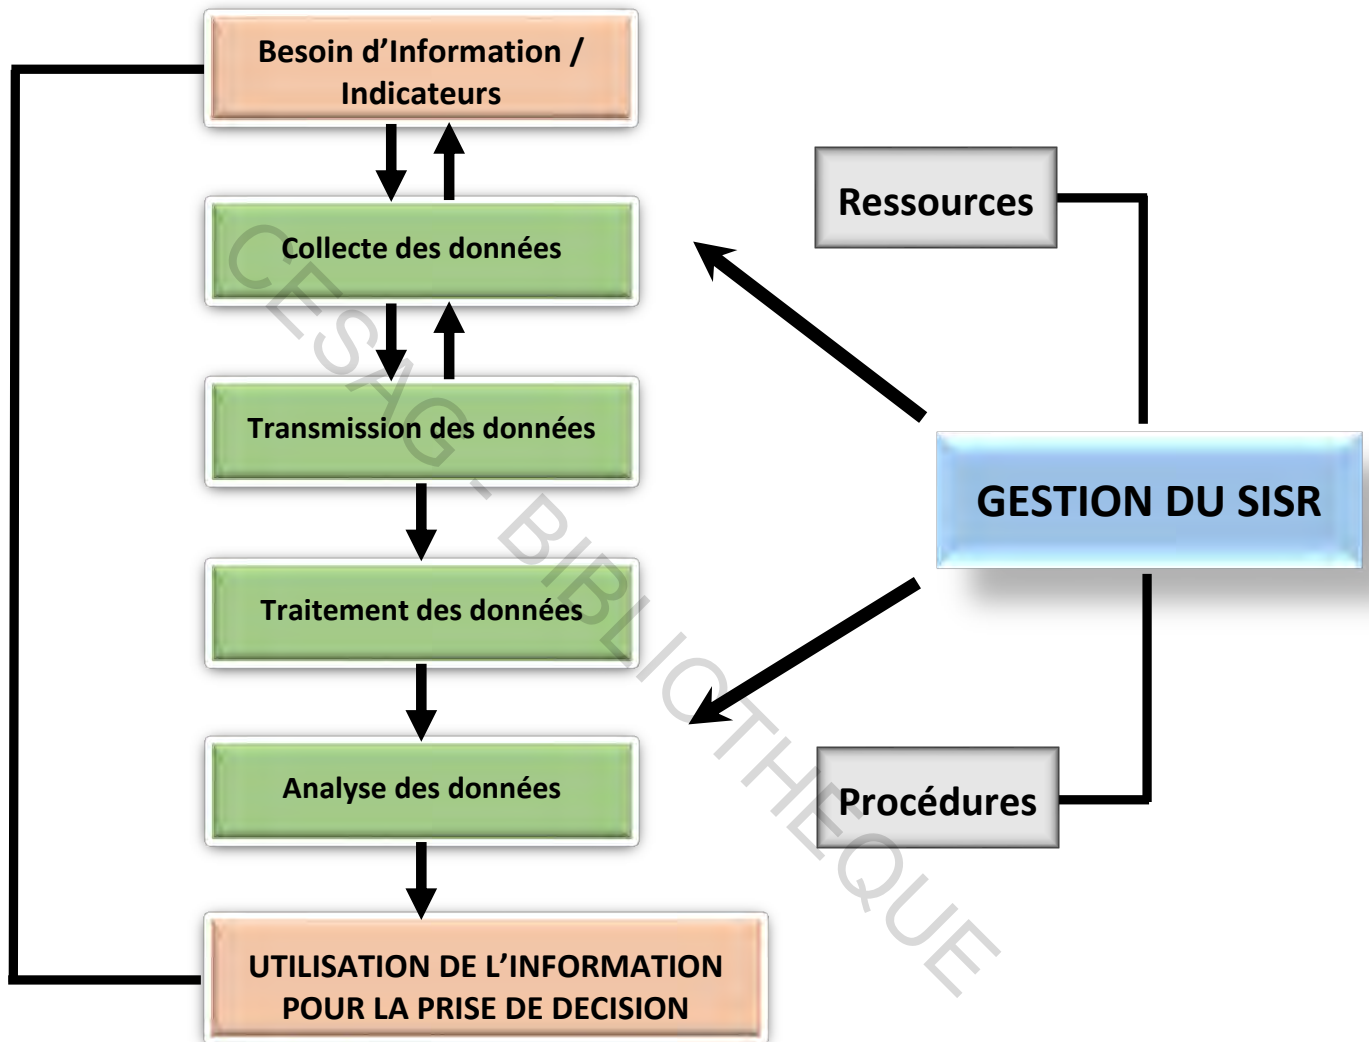 Besoin d’Information /
Indicateurs
Ressources
Collecte des données
Transmission des données
GESTION DU SISR
Traitement des données
Analyse des données
Procédures
UTILISATION DE L’INFORMATION
POUR LA PRISE DE DECISION
CESAG - BIBLIOTHEQUE